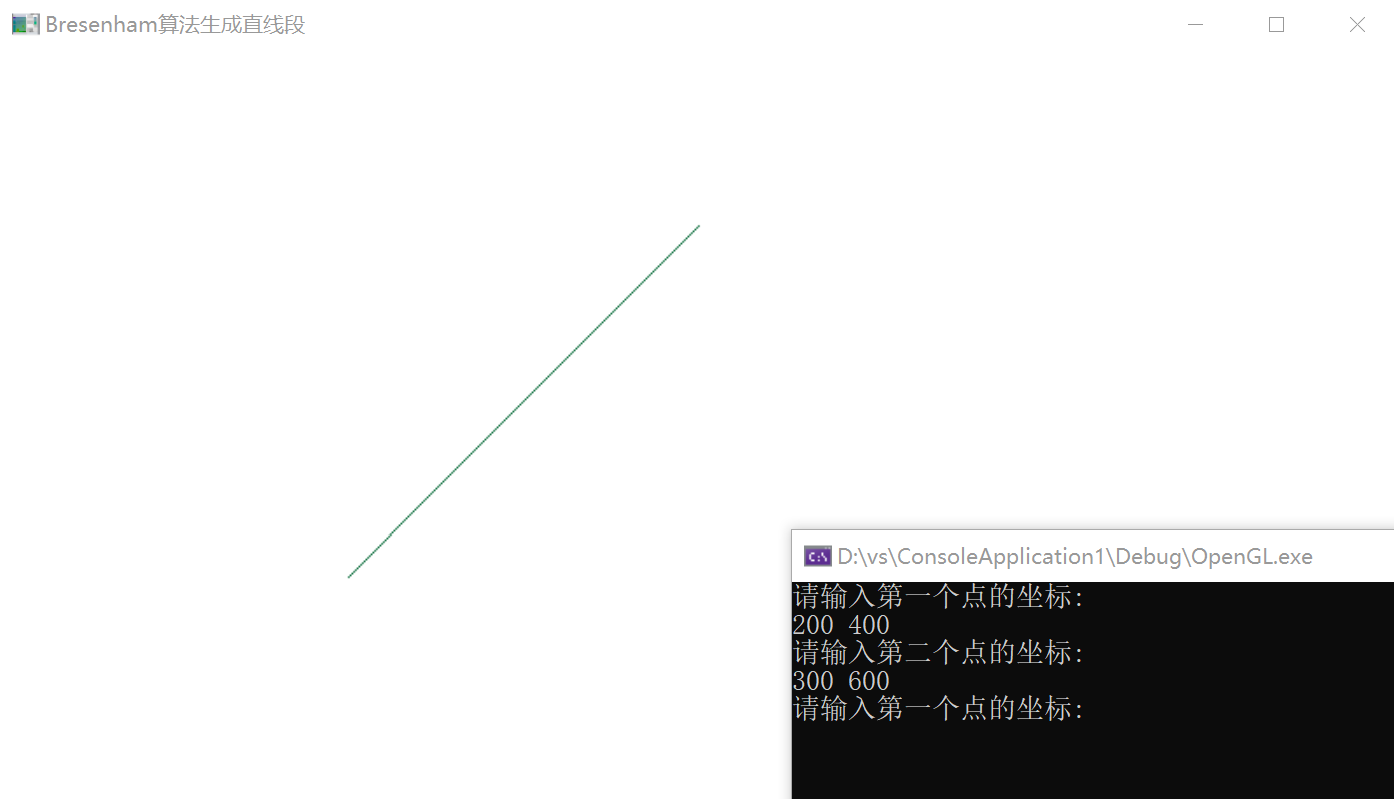 Bresenham算法生成直线段
D:\vs\ConsoleApplication1\Debug\OpenGL.exe
请输入第一个点的坐标:
200 400
请输入第二个点的坐标:
300 600
请输入第一个点的坐标: